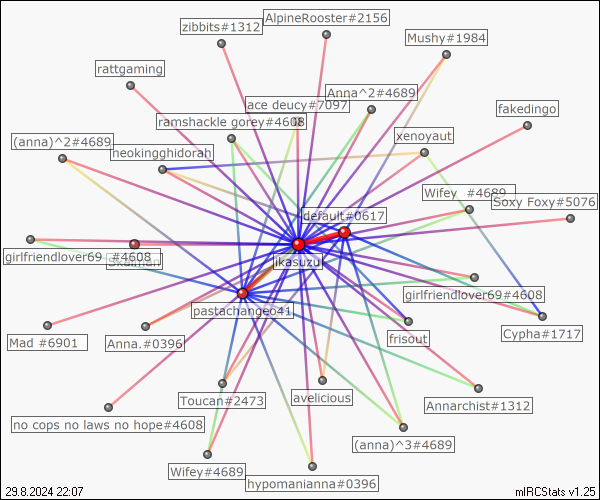 AlpineRooster#2156
zibbits#1312
Mushy#1984
rattgaming
Anna^2#4689
ace deucy#7097
fakedingo
ramshackle gorey#4608
xenoyaut
(anna)^2#4689
neokingghidorah
Wifey_#4689
Soxy Foxy#5076
default#0617
girlfriendlover69_#4608
ikasuzu
girlfriendlover69#4608
pastachangeo41
Cypha#1717
Mad #6901
Anna.#0396
frisout
Toucan#2473
avelicious
Annarchist#1312
no cops no laws no hope#4608
(anna)^3#4689
Wifey#4689
hypomanianna#0396
29.8.2024 22:07
mIRCStats v1.25